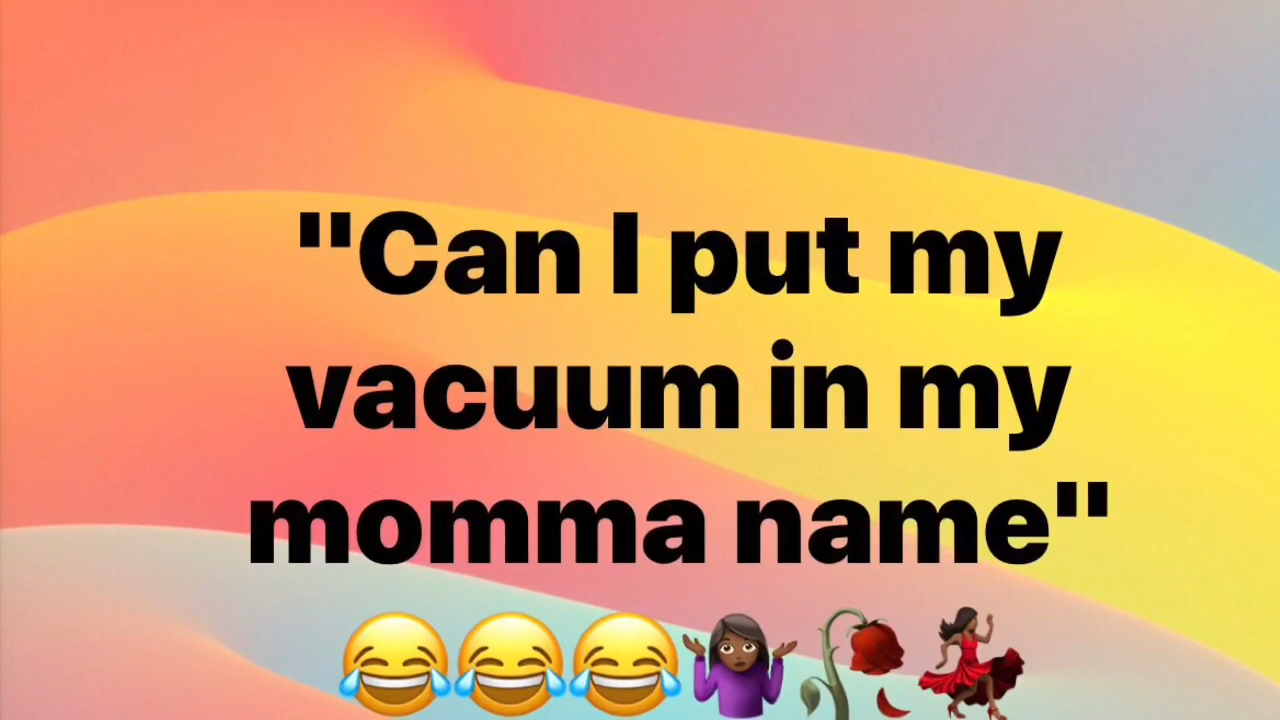 "Can I put my
vacuum in my
momma name"
😂😂😂🤷🏾‍♀️🥀💃🏾